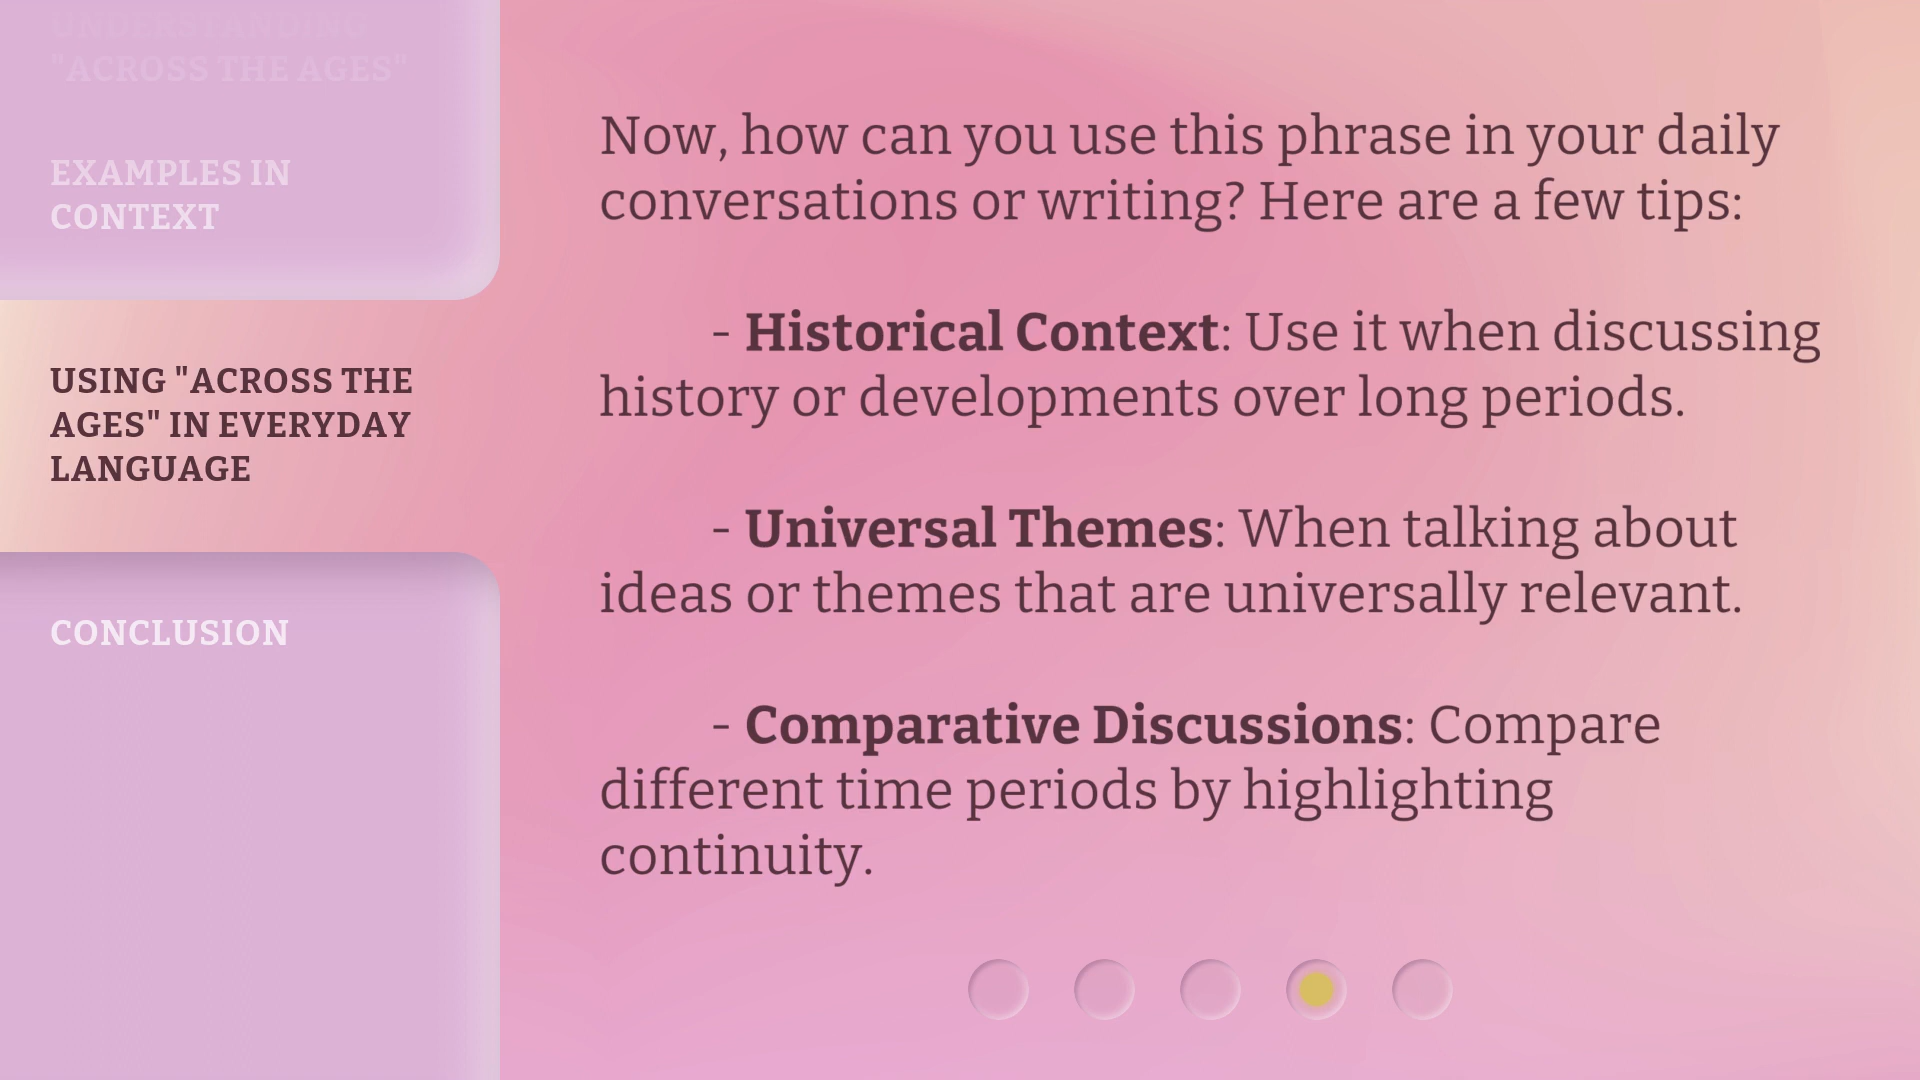 UNDERSTANDING
"ACROSS THE AGES"
EXAMPLES IN
CONTEXT
USING "ACROSS THE
AGES" IN EVERYDAY
LANGUAGE
CONCLUSION
Now, how can you use this phrase in your daily
conversations or writing? Here are a few tips:
- Historical Context: Use it when discussing
history or developments over long periods.
- Universal Themes: When talking about
ideas or themes that are universally relevant.
- Comparative Discussions: Compare
different time periods by highlighting
continuity.